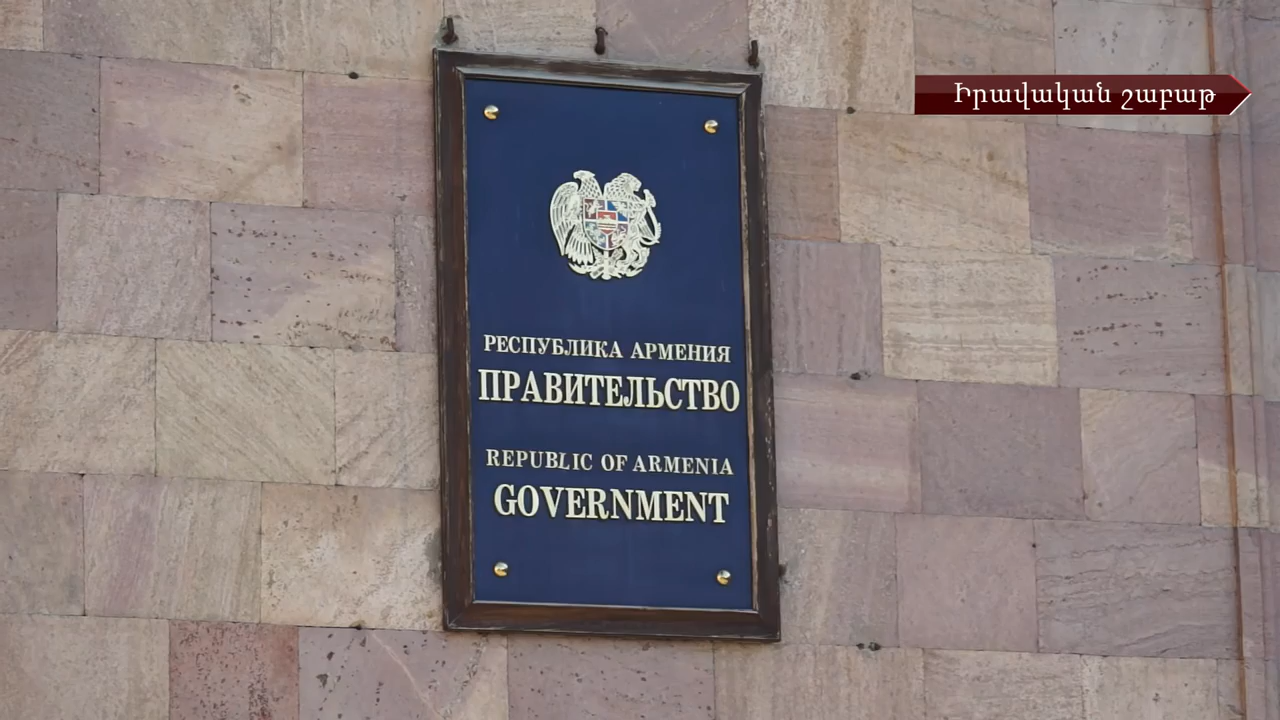 Իրավական շաբաթ
РЕСПУБЛИКА АРМЕНИЯ
ПРАВИТЕЛЬСТВО
REPUBLIC OF ARMENIA
GOVERNMENT